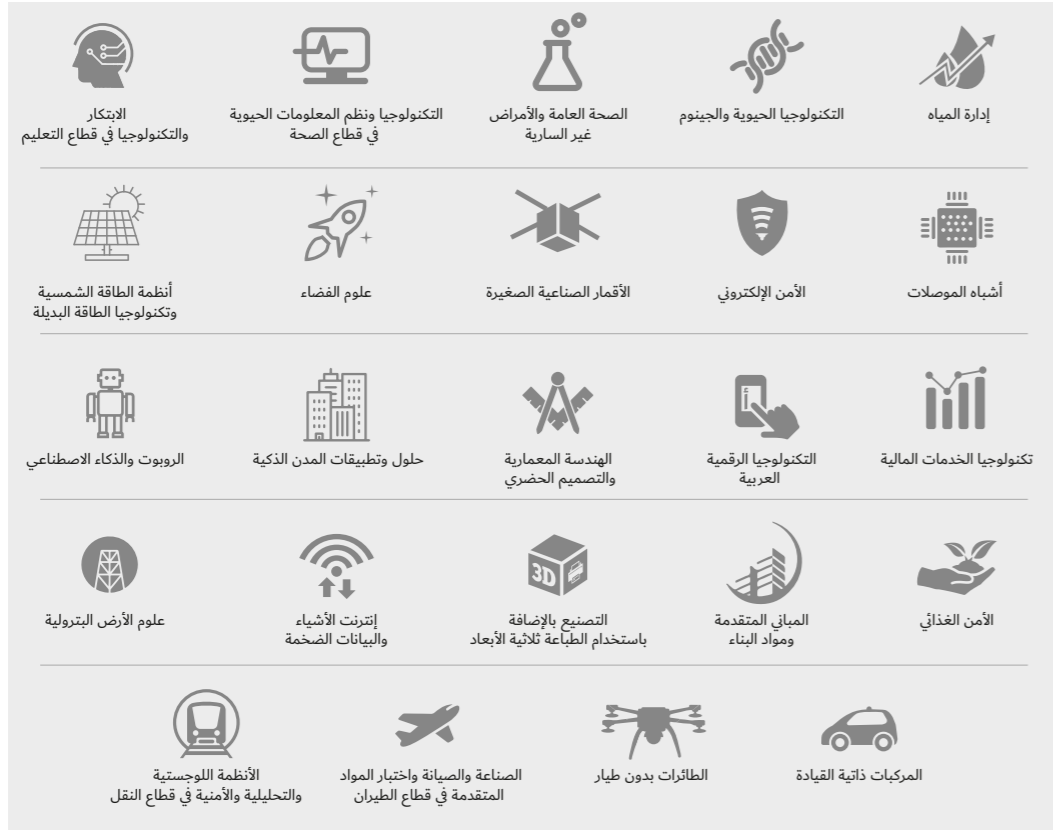 إدارة المياه
التكنولوجيا الحيوية والجينوم
الصحة العامة والأمراض
غير السارية
التكنولوجيا ونظم المعلومات الحيوية
في قطاع الصحة
الابتكار
والتكنولوجيا في قطاع التعليم
أشباه الموصلات
الأمن الإلكتروني
الأقمار الصناعية الصغيرة
علوم الفضاء
أنظمة الطاقة الشمسية
وتكنولوجيا الطاقة البديلة
تكنولوجيا الخدمات المالية
التكنولوجيا الرقمية
العربية
الهندسة المعمارية
والتصميم الحضري
حلول وتطبيقات المدن الذكية
الروبوت والذكاء الاصطناعي
الأمن الغذائي
المباني المتقدمة
ومواد البناء
3D
التصنيع بالإضافة
باستخدام الطباعة ثلاثية الأبعاد
إنترنت الأشياء
والبيانات الضخمة
علوم الأرض البترولية
المركبات ذاتية القيادة
الطائرات بدون طيار
الصناعة والصيانة واختبار المواد
المتقدمة في قطاع الطيران
الأنظمة اللوجستية
والتحليلية والأمنية في قطاع النقل